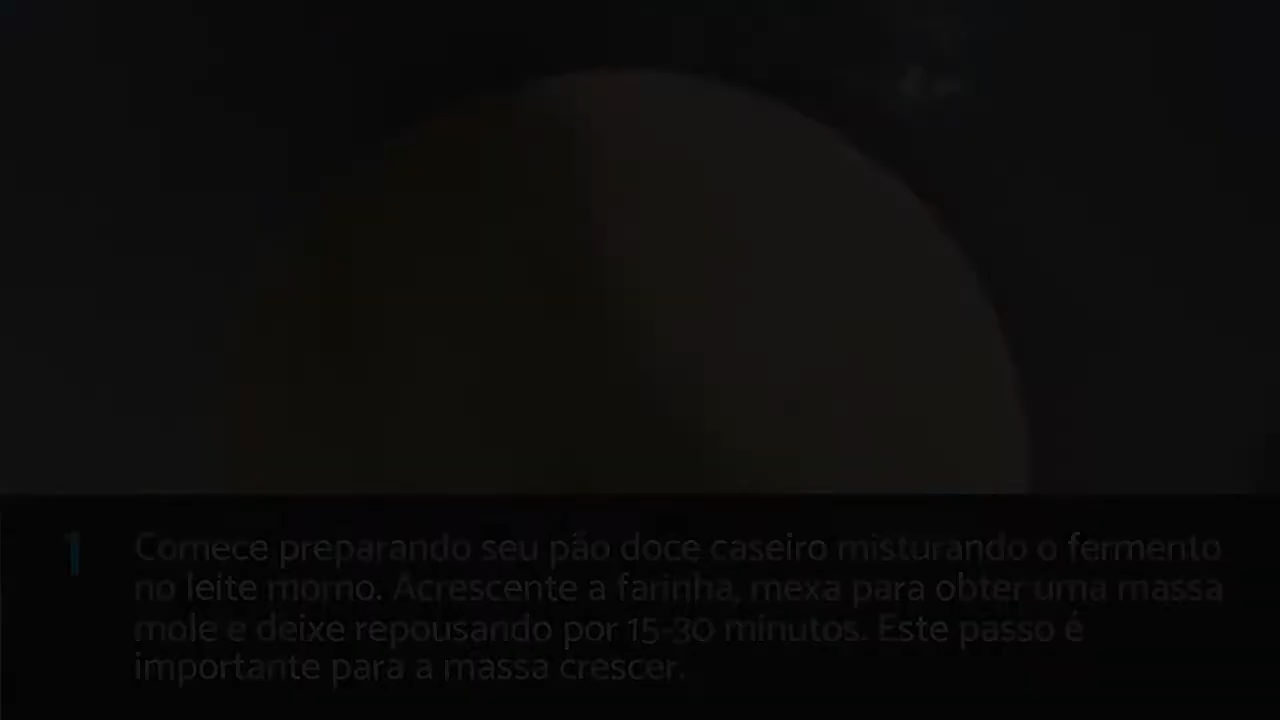 1
Comece preparando seu pão doce caseiro misturando o fermento
no leite morno. Acrescente a farinha, mexa para obter uma massa
mole e deixe repousando por 15-30 minutos. Este passo é
importante para a massa crescer.